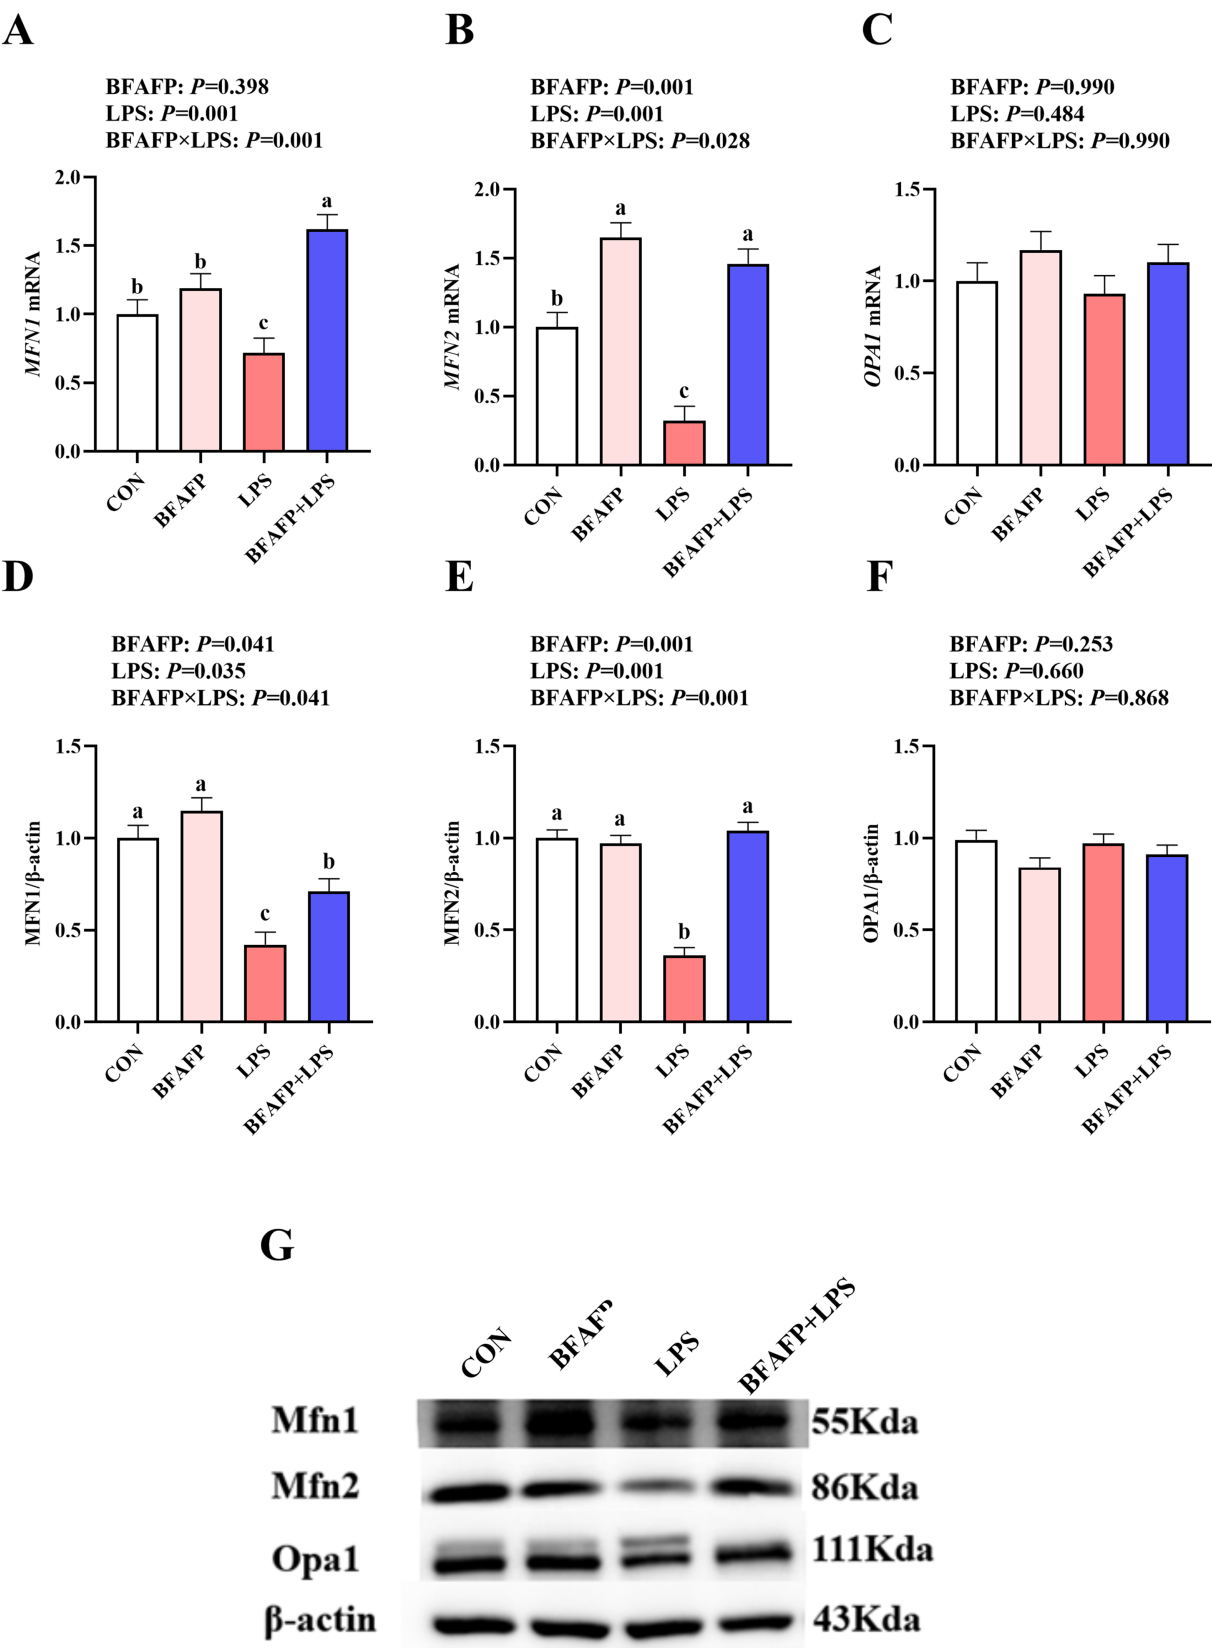 A
BFAFP: P=0.398
LPS: P=0.001
BFAFP×LPS: P=0.001
MFN1 mRNA
2.0
1.5
1.0
0.5
0.0
b
b
c
a
CON
BFAFP
LPS
BFAFP+LPS
B
BFAFP: P=0.001
LPS: P=0.001
BFAFP×LPS: P=0.028
MFN2 mRNA
2.0
1.5
1.0
0.5
0.0
b
a
c
a
CON
BFAFP
LPS
BFAFP+LPS
C
BFAFP: P=0.990
LPS: P=0.484
BFAFP×LPS: P=0.990
OPA1 mRNA
1.5
1.0
0.5
0.0
CON
BFAFP
LPS
BFAFP+LPS
D
BFAFP: P=0.041
LPS: P=0.035
BFAFP×LPS: P=0.041
MFN1/β-actin
1.5
1.0
0.5
0.0
a
a
c
b
CON
BFAFP
LPS
BFAFP+LPS
E
BFAFP: P=0.001
LPS: P=0.001
BFAFP×LPS: P=0.001
MFN2/β-actin
1.5
1.0
0.5
0.0
a
a
b
a
CON
BFAFP
LPS
BFAFP+LPS
F
BFAFP: P=0.253
LPS: P=0.660
BFAFP×LPS: P=0.868
OPA1/β-actin
1.5
1.0
0.5
0.0
CON
BFAFP
LPS
BFAFP+LPS
G
CON BFAFP LPS BFAFP+LPS
Mfn1 55Kda
Mfn2 86Kda
Opa1 111Kda
β-actin 43Kda